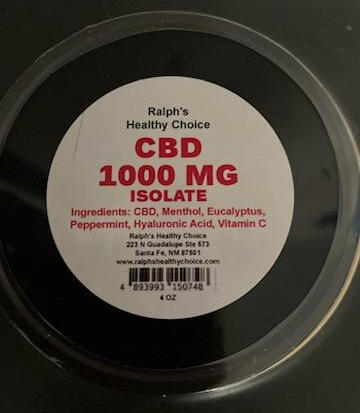 Ralph's
Healthy Choice
CBD
1000 MG
ISOLATE
Ingredients: CBD, Menthol, Eucalyptus,
Peppermint, Hyaluronic Acid, Vitamin C
Ralph's Healthy Choice
223 N Guadalupe Ste 573
Santa Fe, NM 87501
www.ralphshealthychoice.com
4 893993 150748
4 OZ